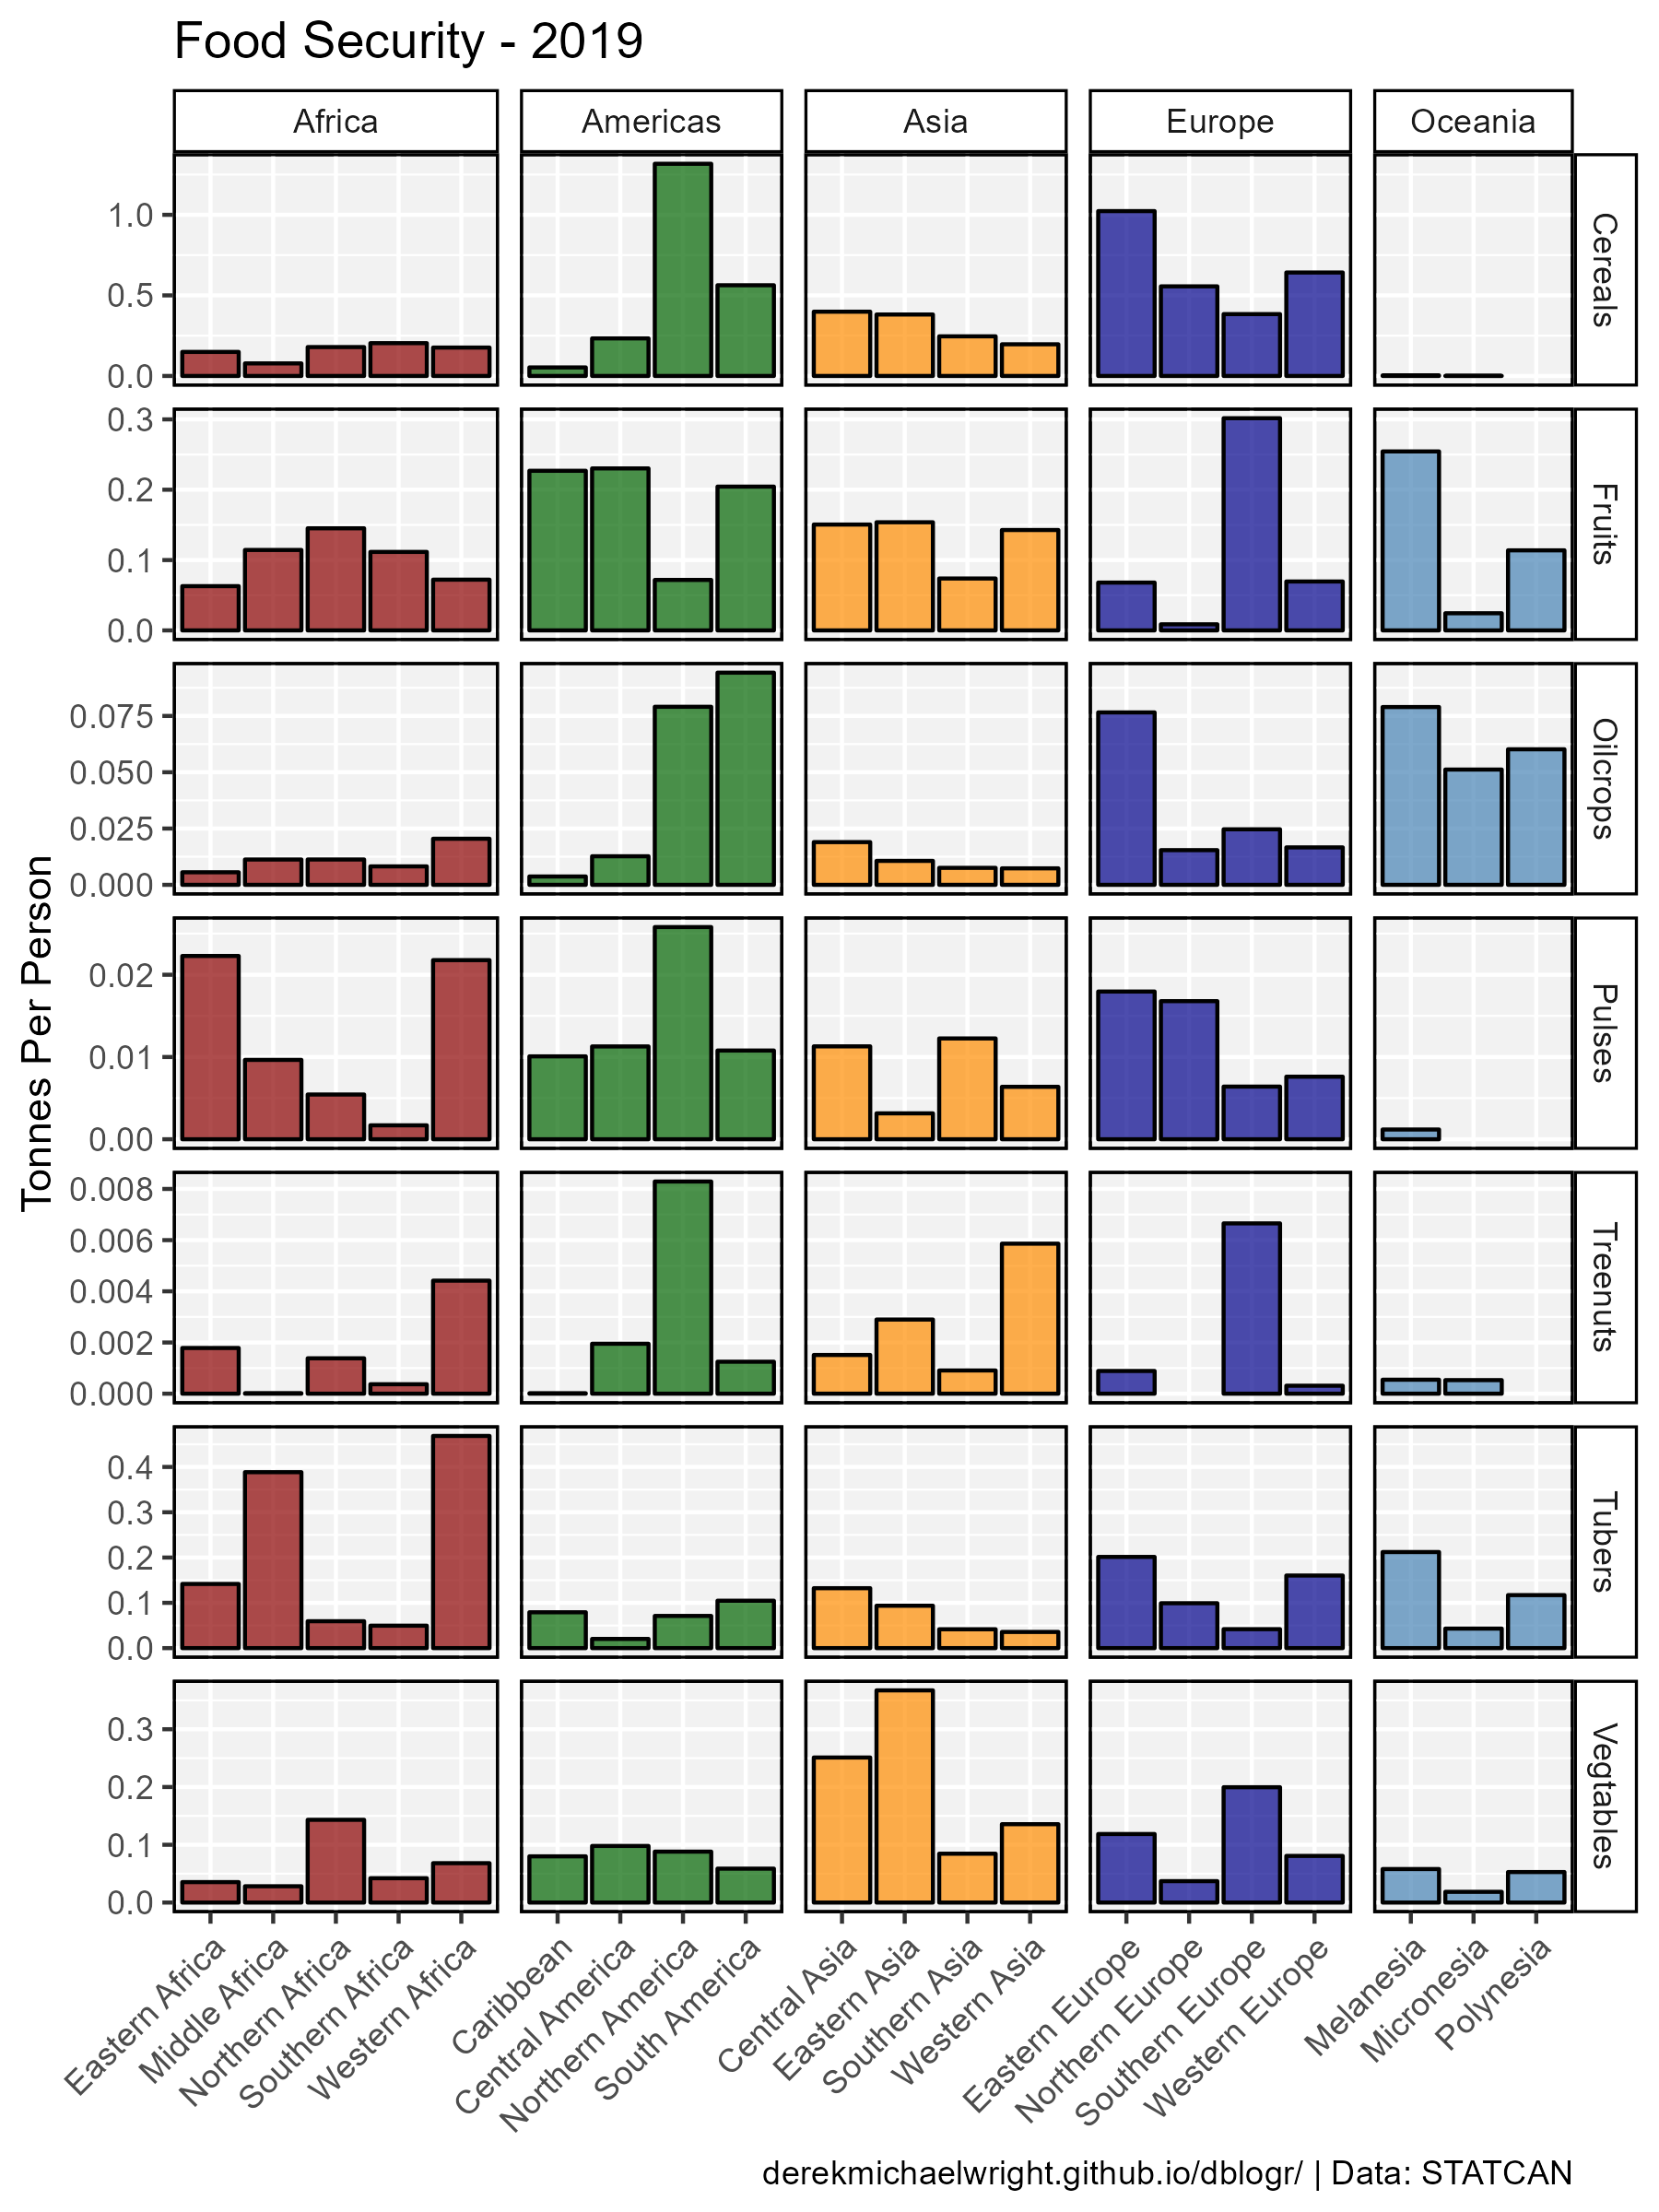 Food Security - 2019
Africa
Americas
Asia
Europe
Oceania
Tonnes Per Person
1.0
0.5
0.0
Cereals
0.3
0.2
0.1
0.0
Fruits
0.075
0.050
0.025
0.000
Oilcrops
0.02
0.01
0.00
Pulses
0.008
0.006
0.004
0.002
0.000
Treenuts
0.4
0.3
0.2
0.1
0.0
Tubers
0.3
0.2
0.1
0.0
Vegtables
Eastern Africa
Middle Africa
Northern Africa
Southern Africa
Western Africa
Caribbean
Central America
Northern America
South America
Central Asia
Eastern Asia
Southern Asia
Western Asia
Eastern Europe
Northern Europe
Southern Europe
Western Europe
Melanesia
Micronesia
Polynesia
derekmichaelwright.github.io/dblogr/ | Data: STATCAN